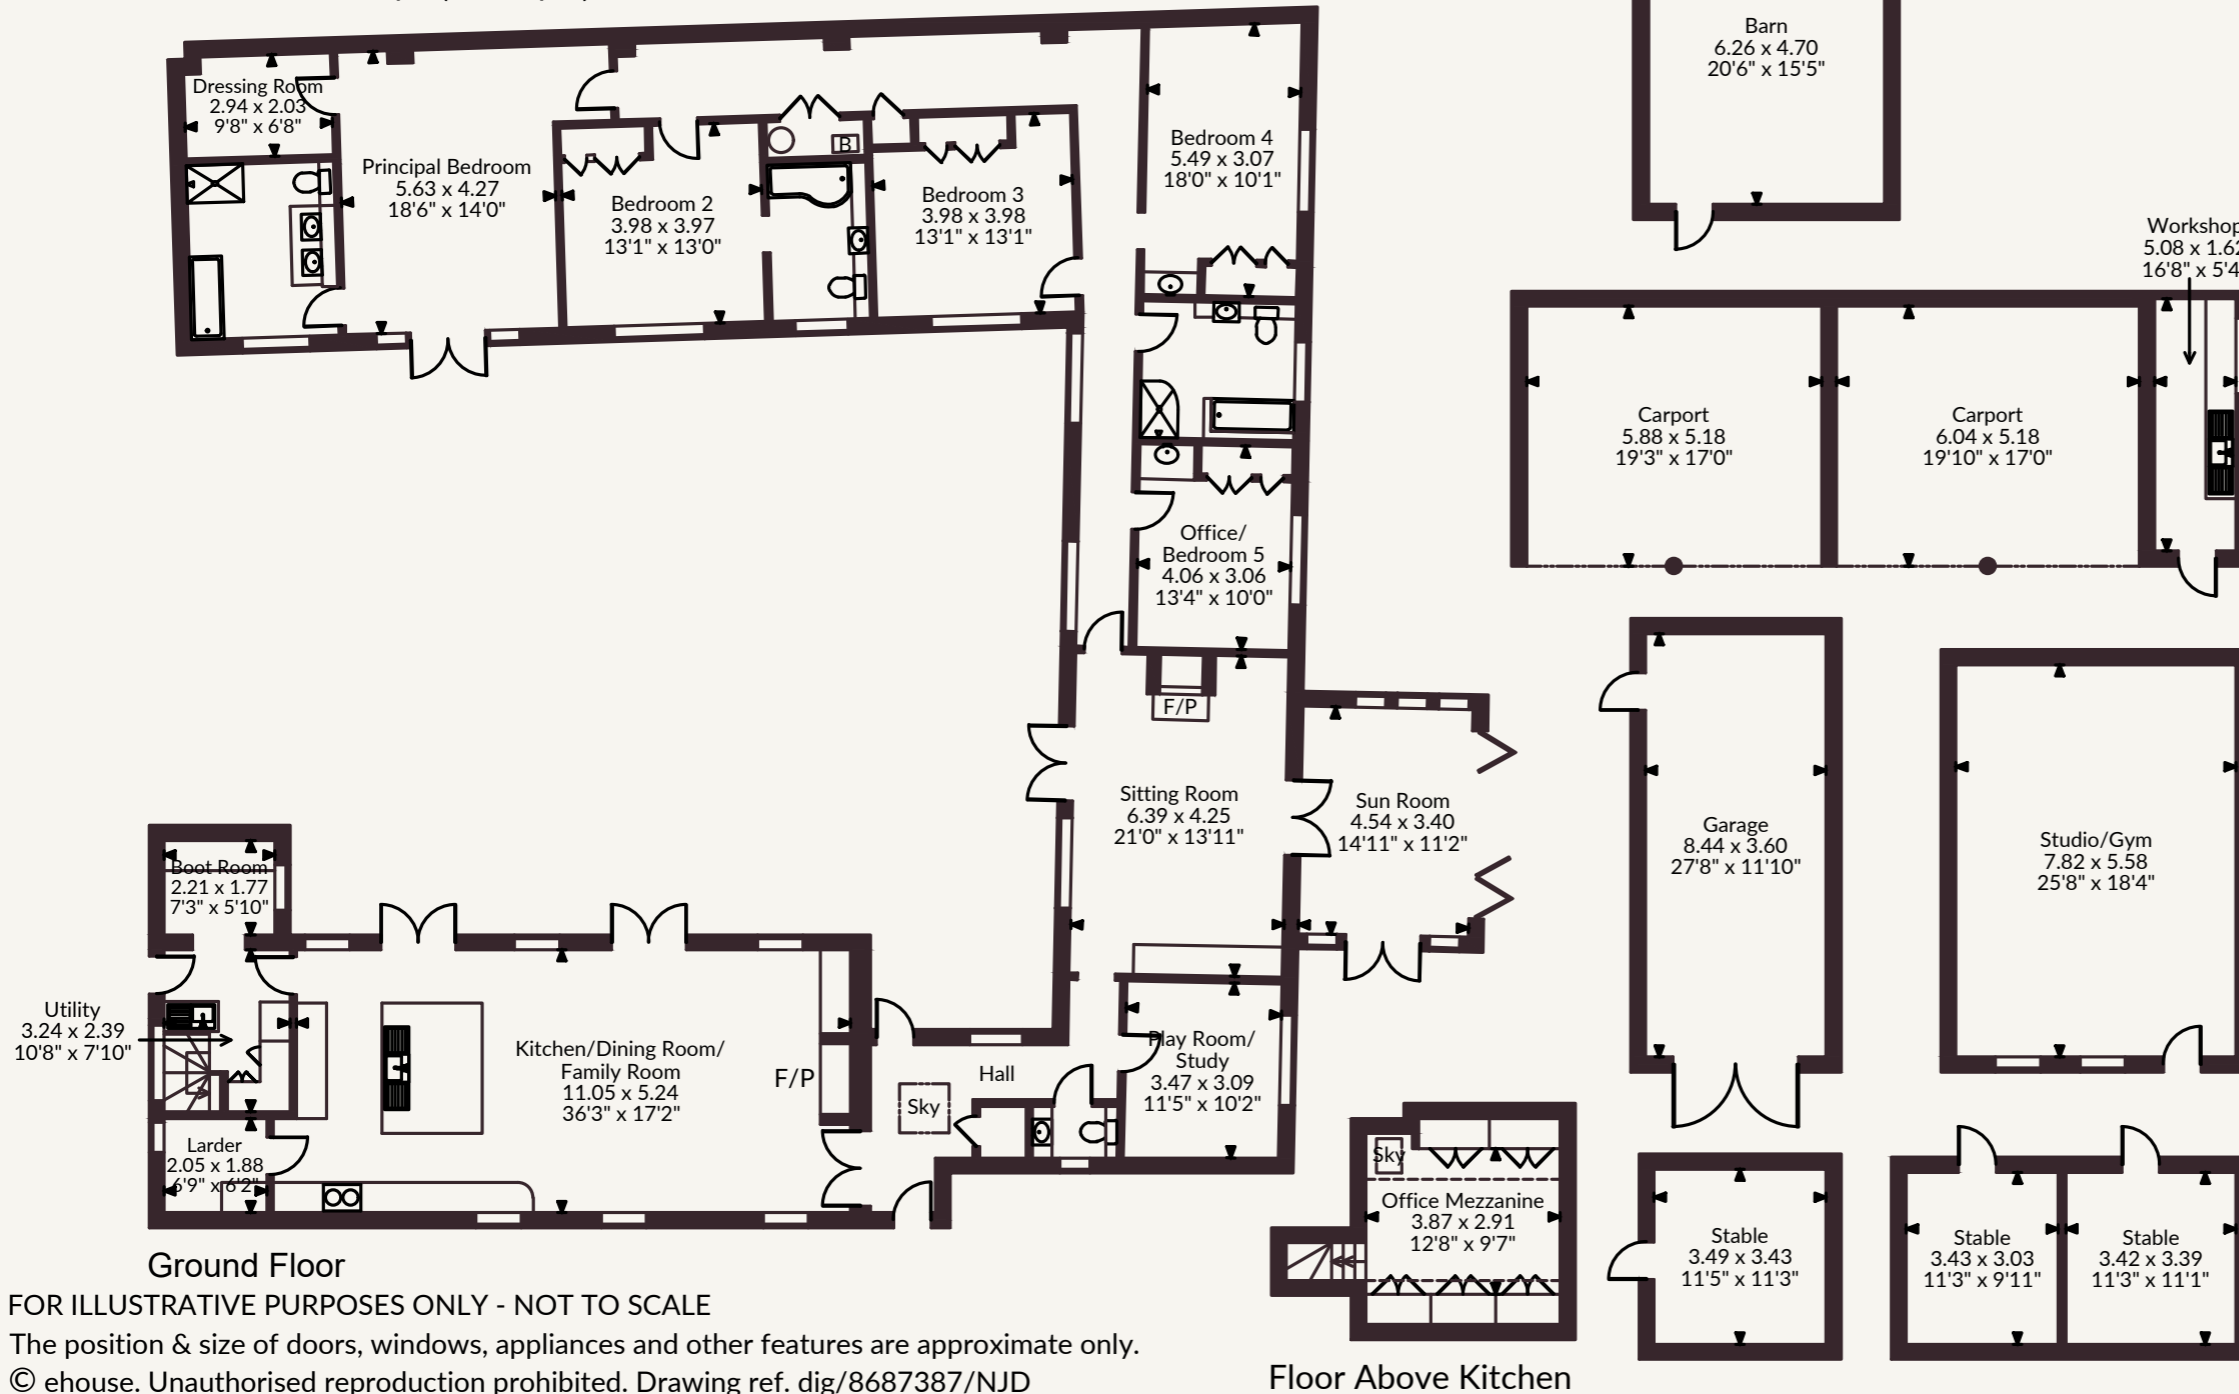 Dressing Room
2.94 x 2.03
9'8" x 6'8"
Principal Bedroom
5.63 x 4.27
18'6" x 14'0"
Bedroom 2
3.98 x 3.97
13'1" x 13'0"
B
Bedroom 3
3.98 x 3.98
13'1" x 13'1"
Bedroom 4
5.49 x 3.07
18'0" x 10'1"
Barn
6.26 x 4.70
20'6" x 15'5"
Workshop
5.08 x 1.62
16'8" x 5'4
Carport
5.88 x 5.18
19'3" x 17'0"
Carport
6.04 x 5.18
19'10" x 17'0"
Office/
Bedroom 5
4.06 x 3.06
13'4" x 10'0"
F/P
Sitting Room
6.39 x 4.25
21'0" x 13'11"
Sun Room
4.54 x 3.40
14'11" x 11'2"
Garage
8.44 x 3.60
27'8" x 11'10"
Studio/Gym
7.82 x 5.58
25'8" x 18'4"
Boot Room
2.21 x 1.77
7'3" x 5'10"
Utility
3.24 x 2.39
10'8" x 7'10"
Kitchen/Dining Room/
Family Room
11.05 x 5.24
36'3" x 17'2"
F/P
Hall
Sky
Play Room/
Study
3.47 x 3.09
11'5" x 10'2"
Larder
2.05 x 1.88
6'9" x 6'2"
Sky
Office Mezzanine
3.87 x 2.91
12'8" x 9'7"
Stable
3.49 x 3.43
11'5" x 11'3"
Stable
3.43 x 3.03
11'3" x 9'11"
Stable
3.42 x 3.39
11'3" x 11'1"
Ground Floor
FOR ILLUSTRATIVE PURPOSES ONLY - NOT TO SCALE
The position & size of doors, windows, appliances and other features are approximate only.
© ehouse. Unauthorised reproduction prohibited. Drawing ref. dig/8687387/NJD
Floor Above Kitchen